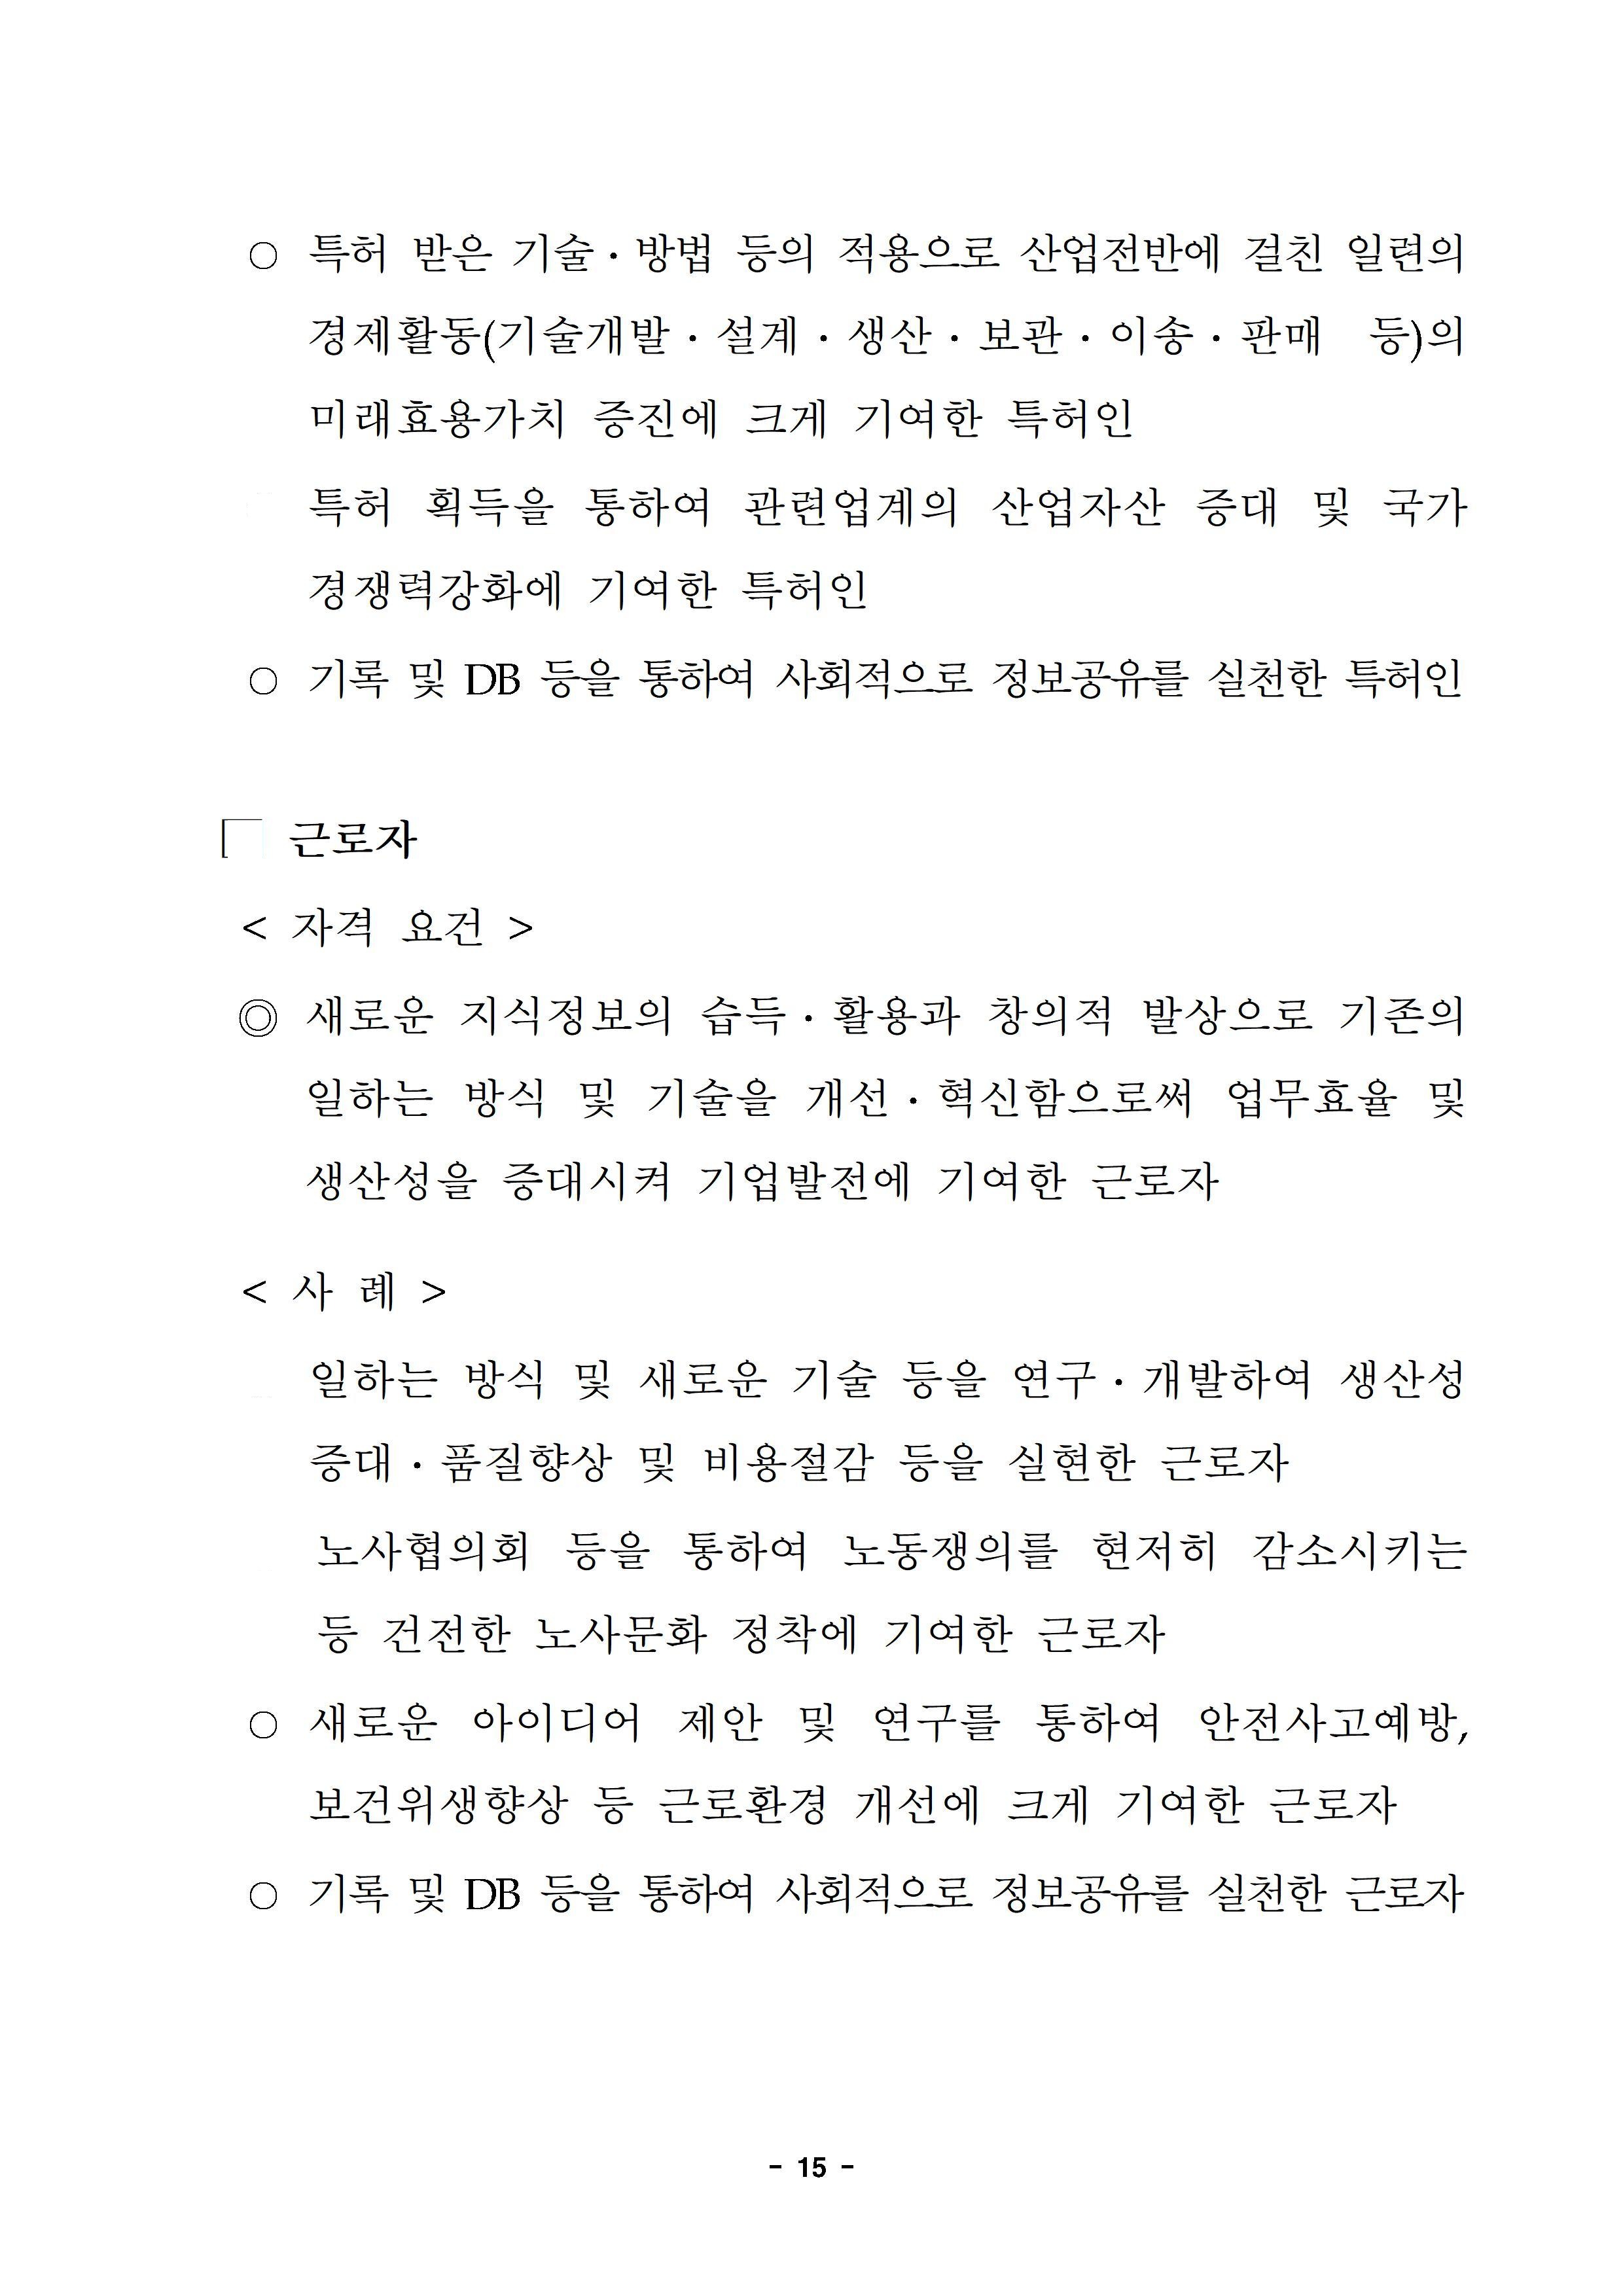 ○ 특허 받은 기술·방법 등의 적용으로 산업전반에 걸친 일련의
경제활동(기술개발·설계·생산·보관·이송·판매 등)의
미래효용가치 증진에 크게 기여한 특허인
특허 획득을 통하여 관련업계의 산업자산 증대 및 국가
경쟁력강화에 기여한 특허인
○ 기록 및 DB 등을 통하여 사회적으로 정보공유를 실천한 특허인
□ 근로자
< 자격 요건 >
◎ 새로운 지식정보의 습득·활용과 창의적 발상으로 기존의
일하는 방식 및 기술을 개선·혁신함으로써 업무효율 및
생산성을 증대시켜 기업발전에 기여한 근로자
< 사 례 >
일하는 방식 및 새로운 기술 등을 연구·개발하여 생산성
증대·품질향상 및 비용절감 등을 실현한 근로자
노사협의회 등을 통하여 노동쟁의를 현저히 감소시키는
등 건전한 노사문화 정착에 기여한 근로자
○ 새로운 아이디어 제안 및 연구를 통하여 안전사고예방,
보건위생향상 등 근로환경 개선에 크게 기여한 근로자
○ 기록 및 DB 등을 통하여 사회적으로 정보공유를 실천한 근로자
- 15 -